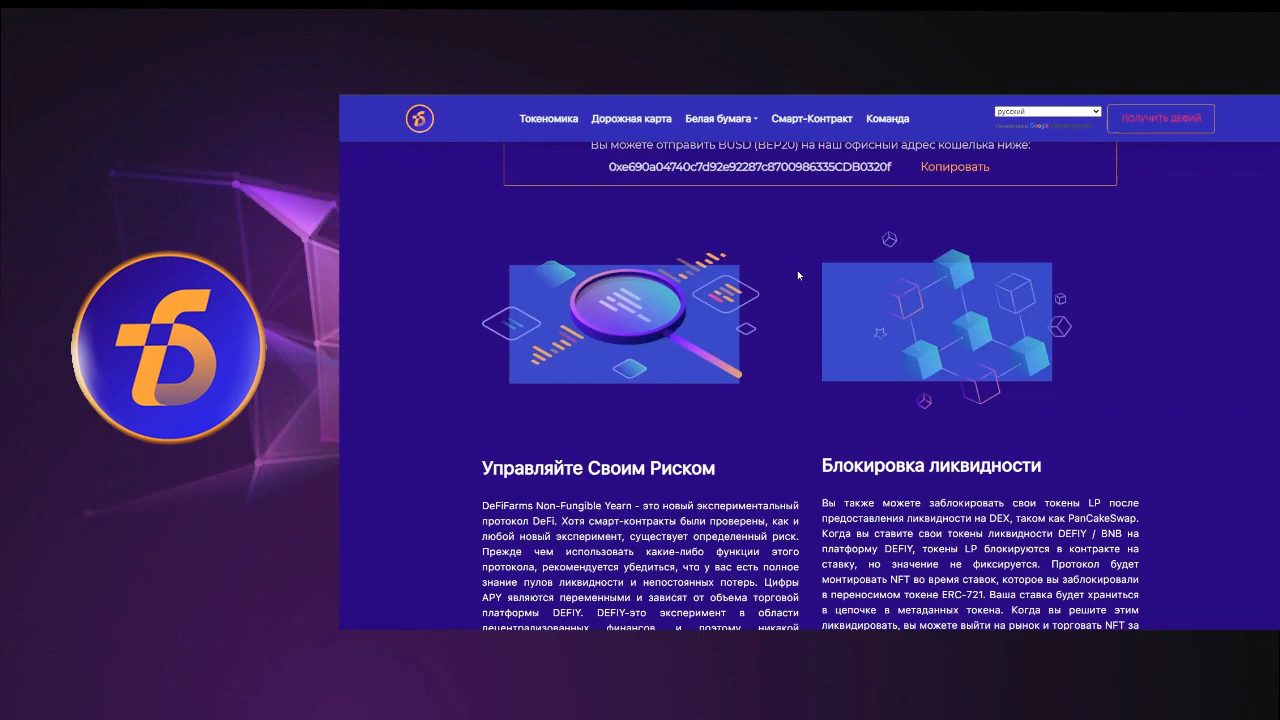 Токеномика Дорожная карта Белая бумага Смарт-Контракт Команда русский ПОЛУЧИТЬ ДЕФИЙ
Google
Вы можете отправить BUSD (BEP20) на наш офисный адрес кошелька ниже:
0xe690a04740c7d92e92287c8700986335CDB0320f Копировать
Управляйте Своим Риском
DeFiFarms Non-Fungible Yearn - это новый экспериментальный
протокол DeFi. Хотя смарт-контракты были проверены, как и
любой новый эксперимент, существует определенный риск.
Прежде чем использовать какие-либо функции этого
протокола, рекомендуется убедиться, что у вас есть полное
знание пулов ликвидности и непостоянных потерь. Цифры
APY являются переменными и зависят от объема торговой
платформы DEFIY. DEFIY-это эксперимент в области
децентрализованных финансов, и поэтому никакой
Блокировка ликвидности
Вы также можете заблокировать свои токены LP после
предоставления ликвидности на DEX, таком как PanCakeSwap.
Когда вы ставите свои токены ликвидности DEFIY / BNB на
платформу DEFIY, токены LP блокируются в контракте на
ставку, но значение не фиксируется. Протокол будет
монтировать NFT во время ставок, которое вы заблокировали
в переносимом токене ERC-721. Ваша ставка будет храниться
в цепочке в метаданных токена. Когда вы решите этим
ликвидировать, вы можете выйти на рынок и торговать NFT за